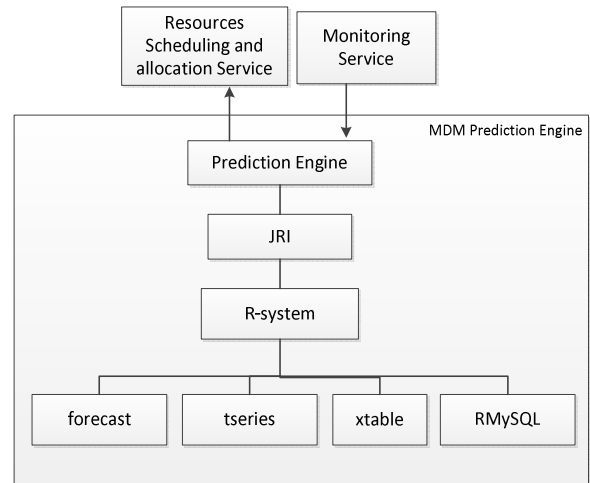 Resources
Scheduling and
allocation Service
Monitoring
Service
MDM Prediction Engine
Prediction Engine
JRI
R-system
forecast
tseries
xtable
RMySQL